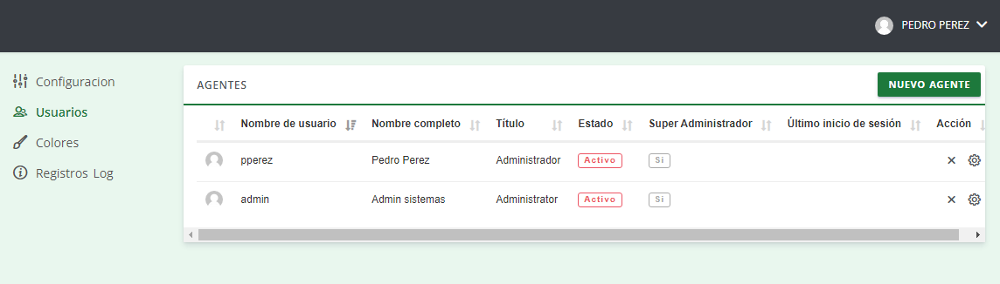 PEDRO PEREZ
Configuracion
Usuarios
Colores
Registros Log
AGENTES
NUEVO AGENTE
Nombre de usuario Nombre completo Título Estado Super Administrador Último inicio de sesión Acción
pperez Pedro Perez Administrador Activo Si
admin Admin sistemas Administrator Activo Si